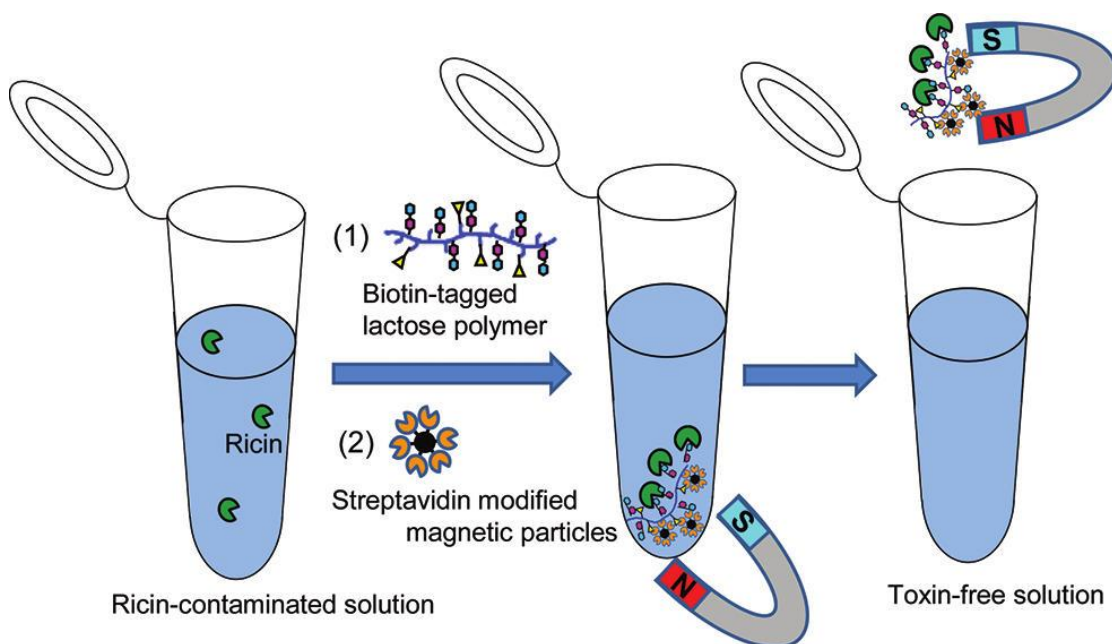 S
N
(1)
Biotin-tagged
lactose polymer
Ricin
(2)
Streptavidin modified
magnetic particles
S
N
Ricin-contaminated solution
Toxin-free solution